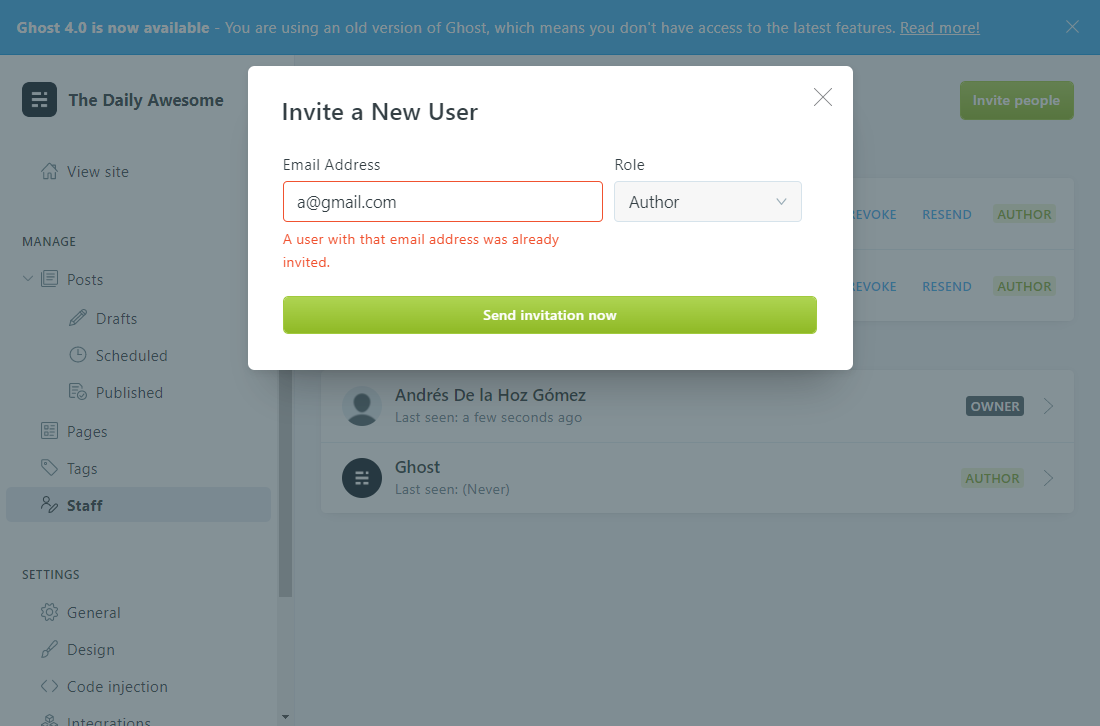 Ghost 4.0 is now available - You are using an old version of Ghost, which means you don't have access to the latest features. Read more!
The Daily Awesome
View site
MANAGE
Posts
Drafts
Scheduled
Published
Pages
Tags
Staff
SETTINGS
General
Design
Code injection
Integrations
Invite people
Invite a New User
Email Address
Role
a@gmail.com
Author
A user with that email address was already
invited.
Send invitation now
EVOKE RESEND AUTHOR
EVOKE RESEND AUTHOR
Andrés De la Hoz Gómez
Last seen: a few seconds ago
OWNER
Ghost
Last seen: (Never)
AUTHOR